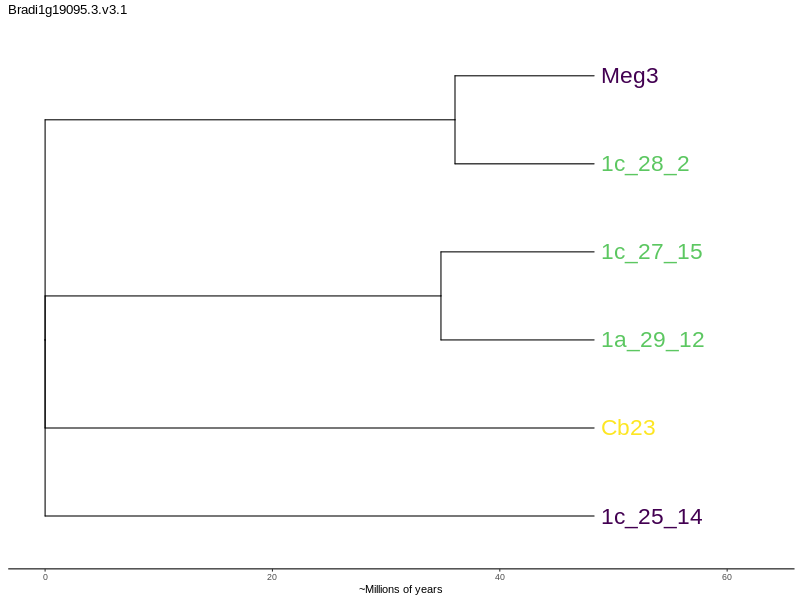 Bradi1g19095.3.v3.1
Meg3
1c_28_2
1c_27_15
1a_29_12
Cb23
1c_25_14
0 20 40 60
~Millions of years